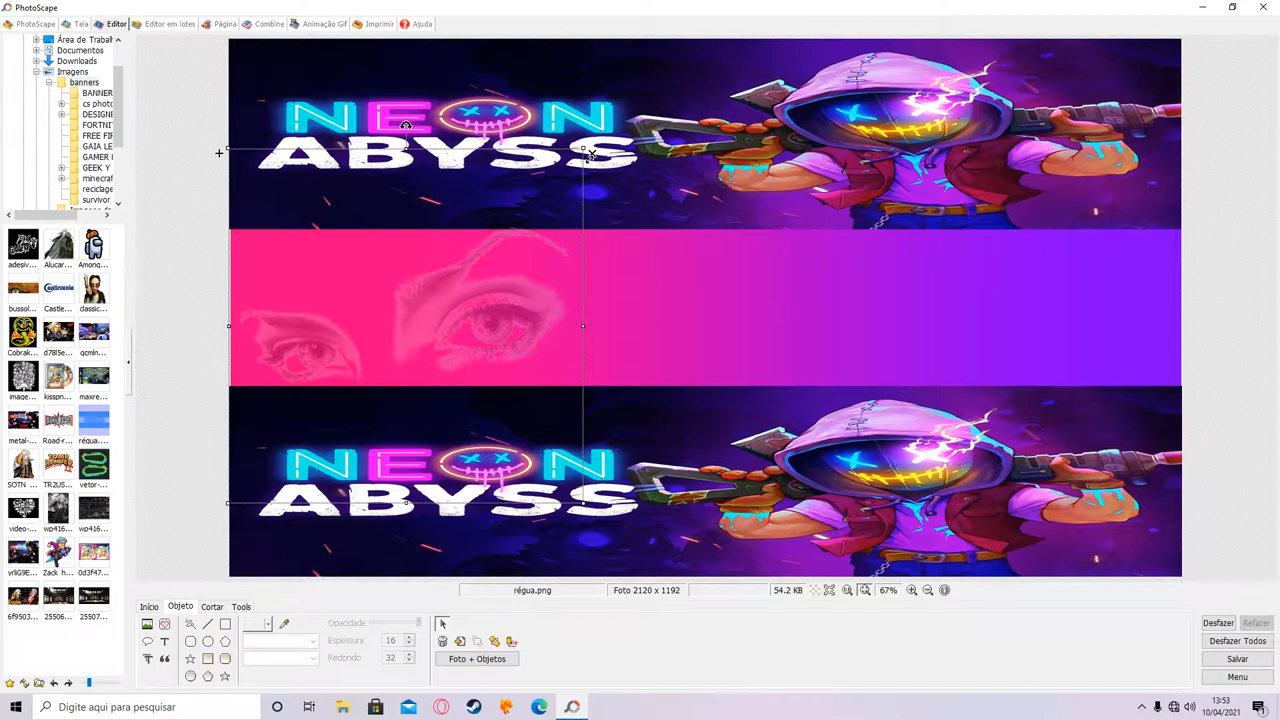 PhotoScape
PhotoScape Tela Editor Editor em lotes Página Combine Animação Gif Imprimir Ajuda
Área de Trabal
Documentos
Downloads
Imagens
banners
BANNER
cs photo
DESIGNE
FORTNIT
FREE FIF
GAIA LE
GAMER I
GEEK Y
minecraf
reciclage
survivor
adesiv... Alucar... Among...
bussol... Castle... classic...
Cobrak... d78l5e... gcmln...
image... kisspn... maxre...
metal-... Road-r... régua....
SOTN_... TR2US... vetor-...
video-... wp416... wp416...
yrliG9E... Zack_h... 0d3f47...
6f9503... 25506... 25507...
NEON
ABYSS
NEON
ABYSS
régua.png Foto 2120 x 1192 54.2 KB 67%
Início Objeto Cortar Tools
Opacidade
Espessura 16
Redondo 32
Foto + Objetos
Desfazer Refazer
Desfazer Todos
Salvar
Menu
Digite aqui para pesquisar
13:53
10/04/2021